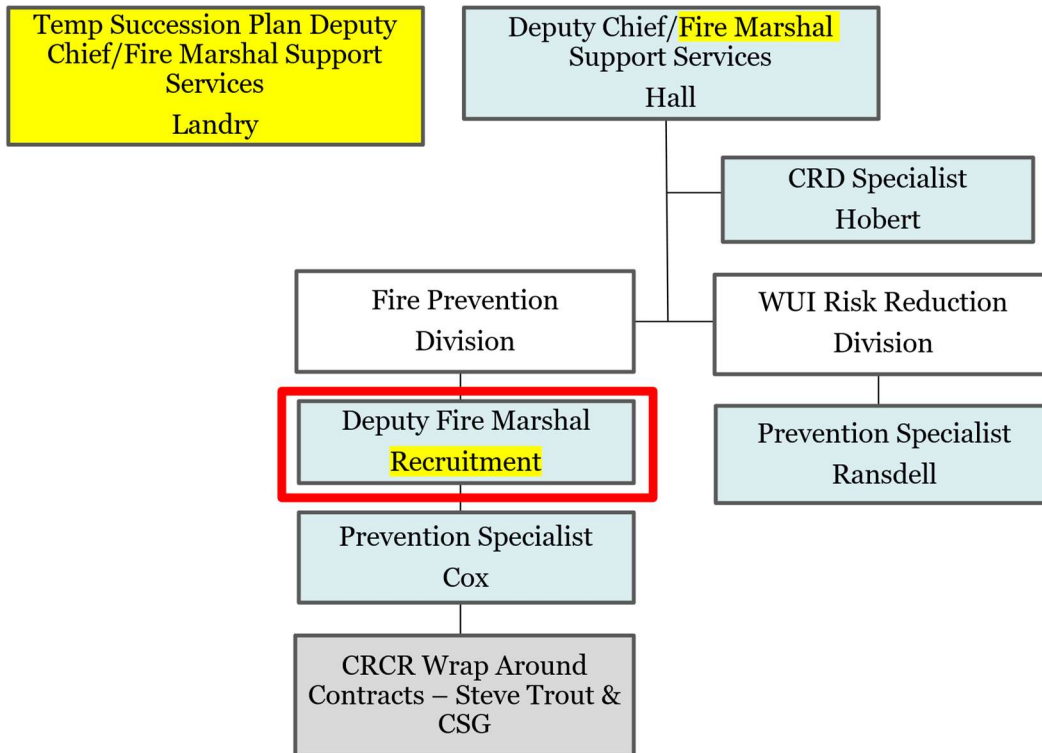 Temp Succession Plan Deputy
Chief/Fire Marshal Support
Services
Landry
Deputy Chief/Fire Marshal
Support Services
Hall
CRD Specialist
Hobert
Fire Prevention
Division
WUI Risk Reduction
Division
Deputy Fire Marshal
Recruitment
Prevention Specialist
Ransdell
Prevention Specialist
Cox
CRCR Wrap Around
Contracts – Steve Trout &
CSG